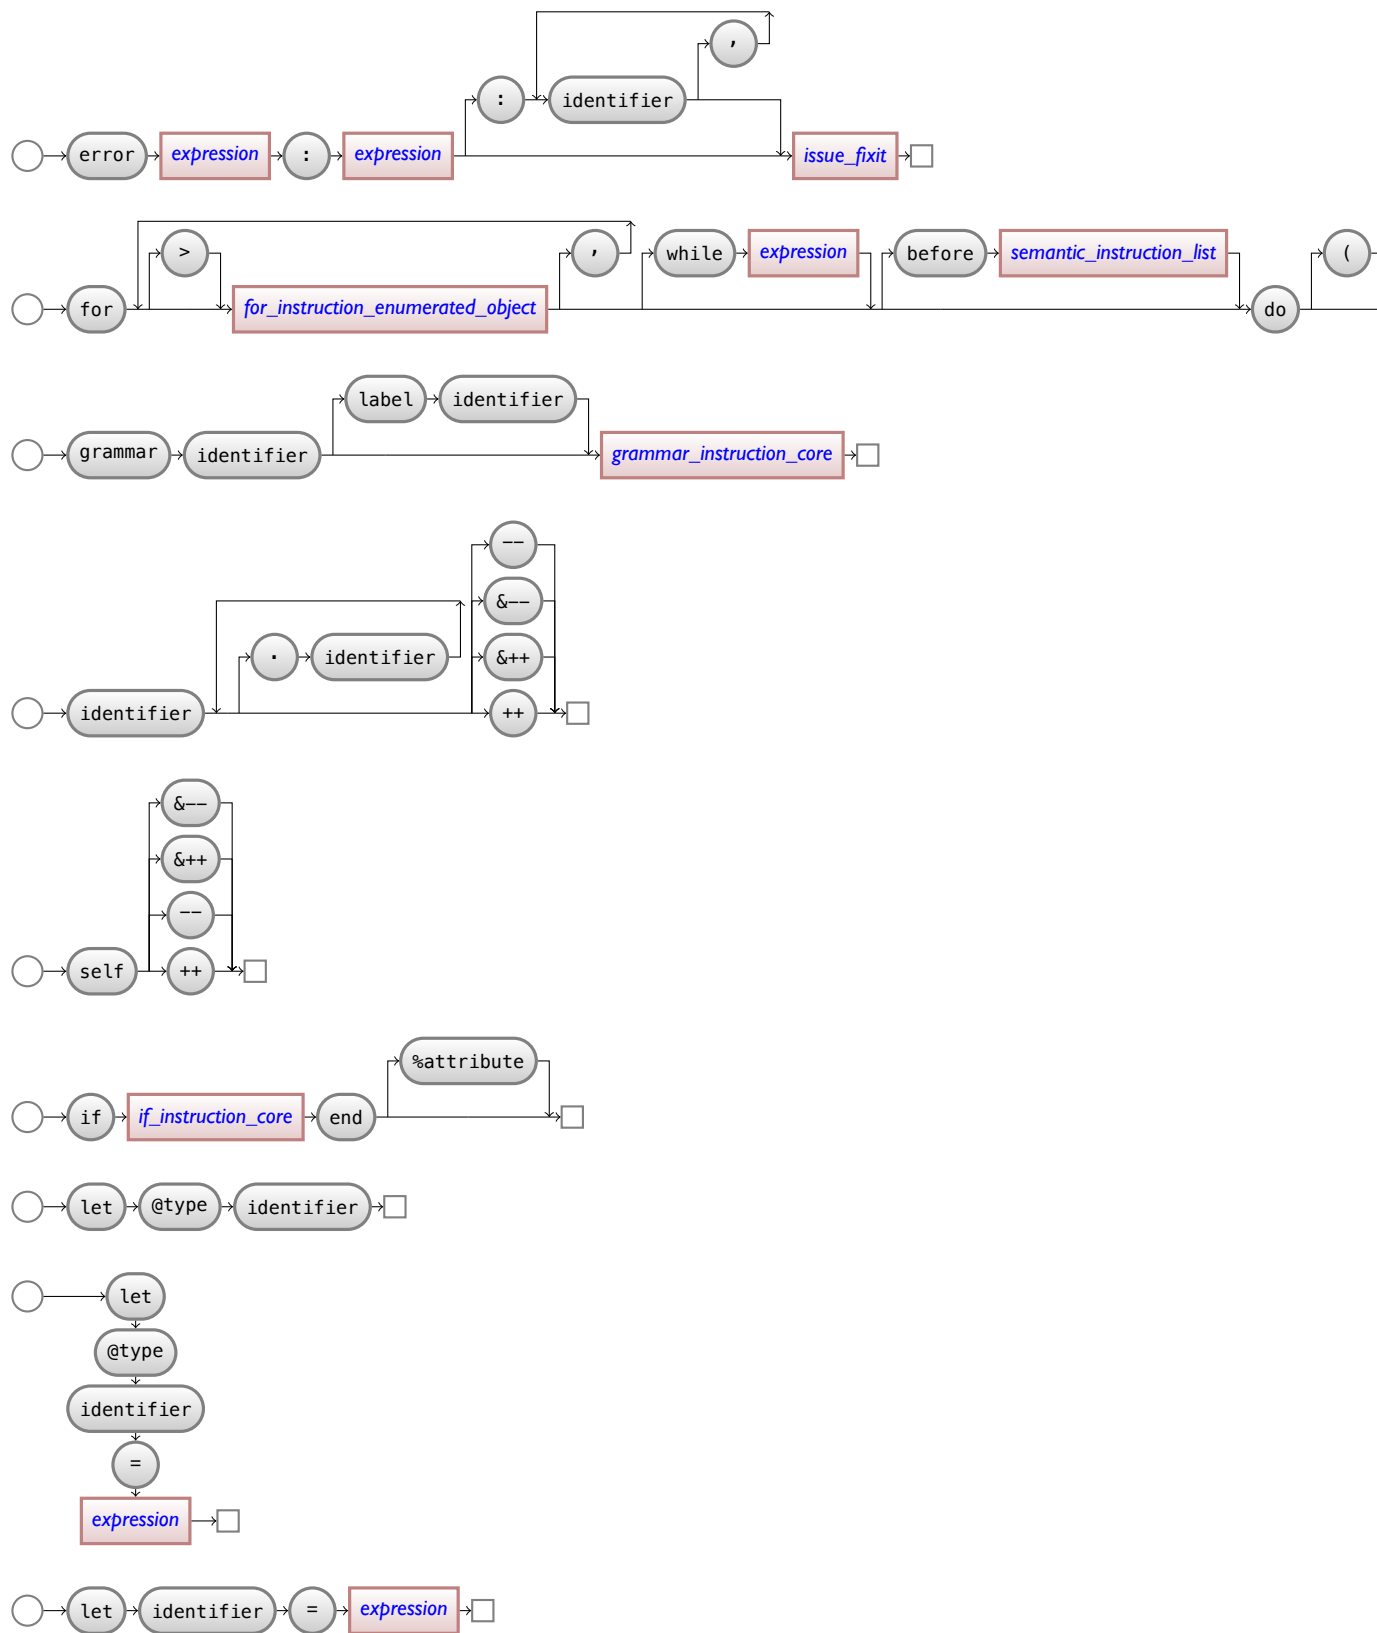 ,
: identifier
error expression : expression issue_fixit
> , while expression before semantic_instruction_list (
for for_instruction_enumerated_object do
label identifier
grammar identifier grammar_instruction_core
--
&--
. identifier &++
identifier ++
&--
&++
--
self ++
%attribute
if if_instruction_core end
let @type identifier
let
@type
identifier
=
expression
let identifier = expression